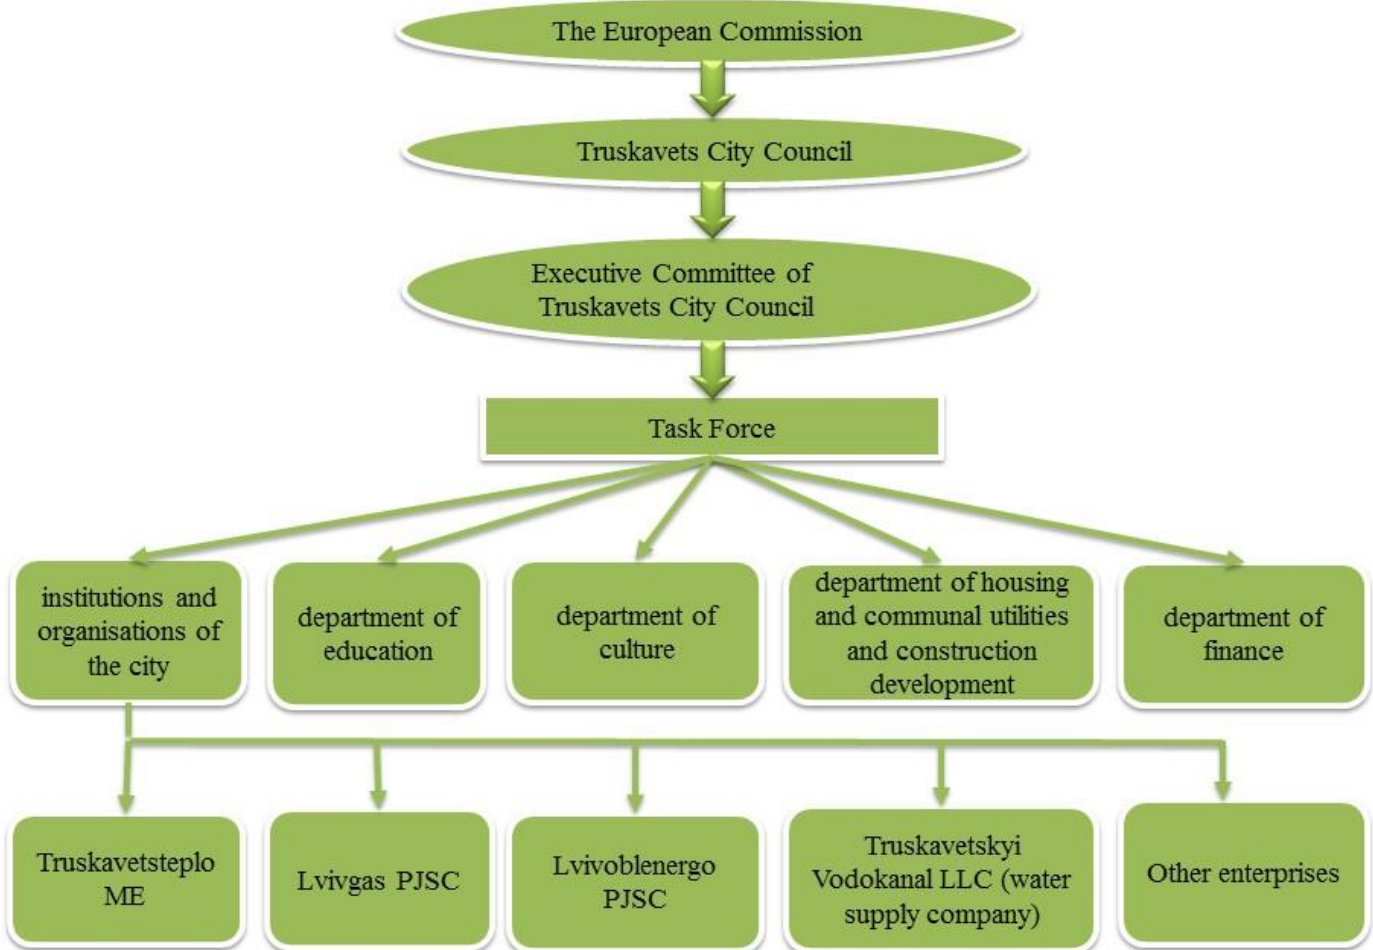 The European Commission
Truskavets City Council
Executive Committee of
Truskavets City Council
Task Force
institutions and
organisations of
the city
department of
education
department of
culture
department of housing
and communal utilities
and construction
development
department of
finance
Truskavetsteplo
ME
Lvivgas PJSC
Lvivoblenergo
PJSC
Truskavetskyi
Vodokanal LLC (water
supply company)
Other enterprises